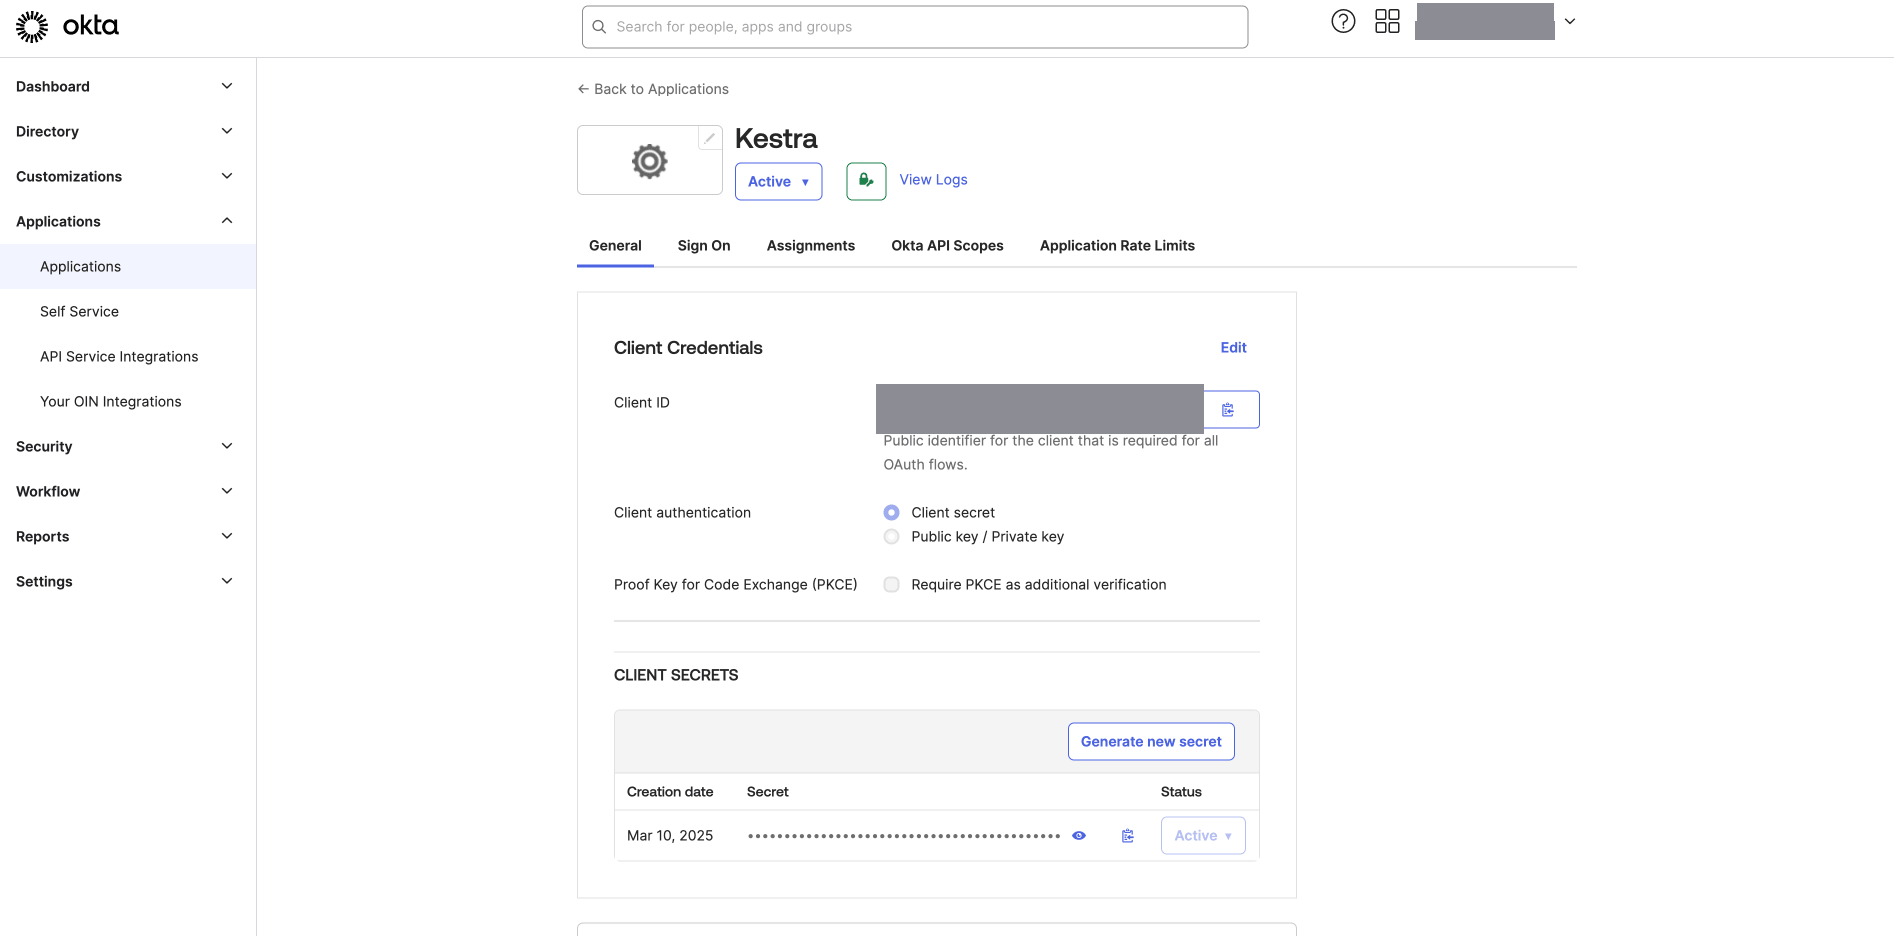 okta
Search for people, apps and groups
Dashboard
Directory
Customizations
Applications
Applications
Self Service
API Service Integrations
Your OIN Integrations
Security
Workflow
Reports
Settings
← Back to Applications
Kestra
Active ▼
View Logs
General Sign On Assignments Okta API Scopes Application Rate Limits
Client Credentials Edit
Client ID
Public identifier for the client that is required for all
OAuth flows.
Client authentication Client secret
Public key / Private key
Proof Key for Code Exchange (PKCE) Require PKCE as additional verification
CLIENT SECRETS
Generate new secret
Creation date Secret Status
Mar 10, 2025 •••••••••••••••••••••••••••••••••••••••••••• Active ▼